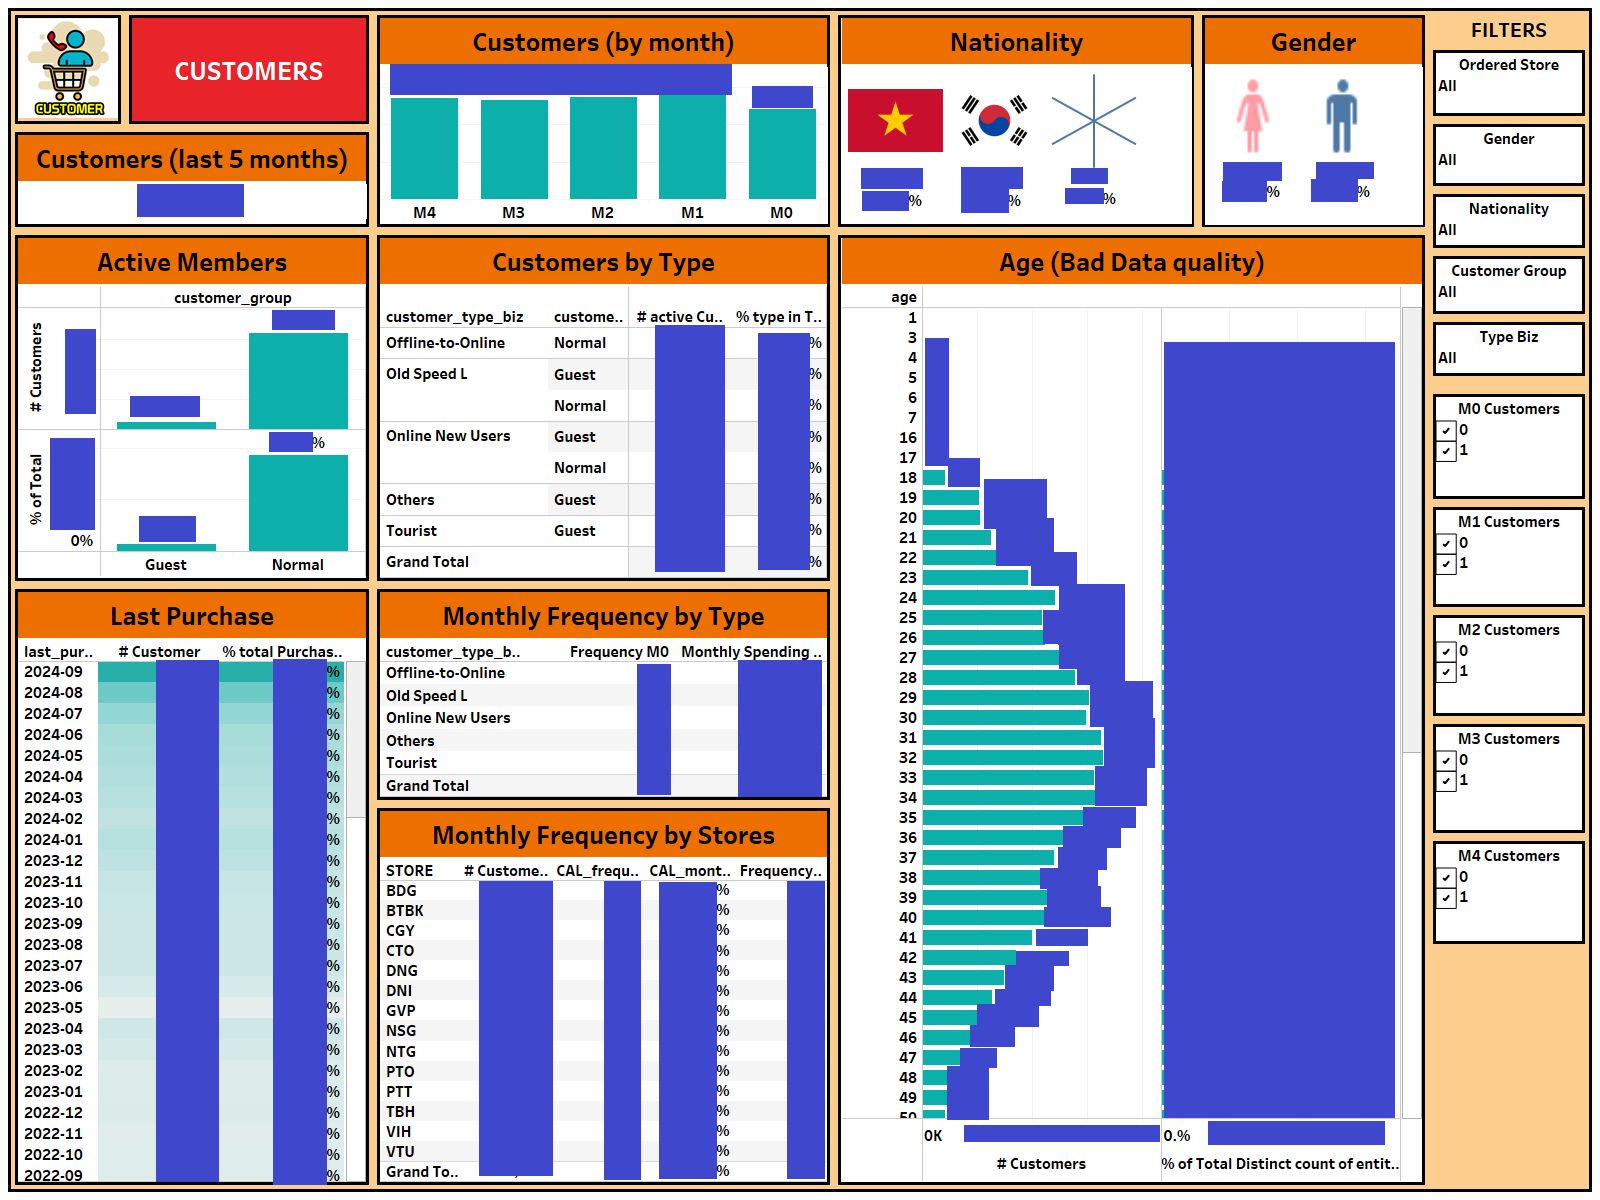 CUSTOMER
CUSTOMERS
Customers (last 5 months)
Customers (by month)
M4 M3 M2 M1 M0
Nationality
% % %
Gender
% %
FILTERS
Ordered Store
All
Gender
All
Nationality
All
Customer Group
All
Type Biz
All
M0 Customers
0
1
M1 Customers
0
1
M2 Customers
0
1
M3 Customers
0
1
M4 Customers
0
1
Active Members
customer_group
# Customers
%
% of Total
0%
Guest Normal
Customers by Type
customer_type_biz custome.. # active Cu.. % type in T..
Offline-to-Online Normal %
Old Speed L Guest %
Normal %
Online New Users Guest %
Normal %
Others Guest %
Tourist Guest %
Grand Total %
Last Purchase
last_pur.. # Customer % total Purchas..
2024-09 %
2024-08 %
2024-07 %
2024-06 %
2024-05 %
2024-04 %
2024-03 %
2024-02 %
2024-01 %
2023-12 %
2023-11 %
2023-10 %
2023-09 %
2023-08 %
2023-07 %
2023-06 %
2023-05 %
2023-04 %
2023-03 %
2023-02 %
2023-01 %
2022-12 %
2022-11 %
2022-10 %
2022-09 %
Monthly Frequency by Type
customer_type_b.. Frequency M0 Monthly Spending ..
Offline-to-Online
Old Speed L
Online New Users
Others
Tourist
Grand Total
Monthly Frequency by Stores
STORE # Custome.. CAL_frequ.. CAL_mont.. Frequency..
BDG %
BTBK %
CGY %
CTO %
DNG %
DNI %
GVP %
NSG %
NTG %
PTO %
PTT %
TBH %
VIH %
VTU %
Grand To.. %
Age (Bad Data quality)
age
1
3
4
5
6
7
16
17
18
19
20
21
22
23
24
25
26
27
28
29
30
31
32
33
34
35
36
37
38
39
40
41
42
43
44
45
46
47
48
49
50
0K 0.%
# Customers % of Total Distinct count of entit..